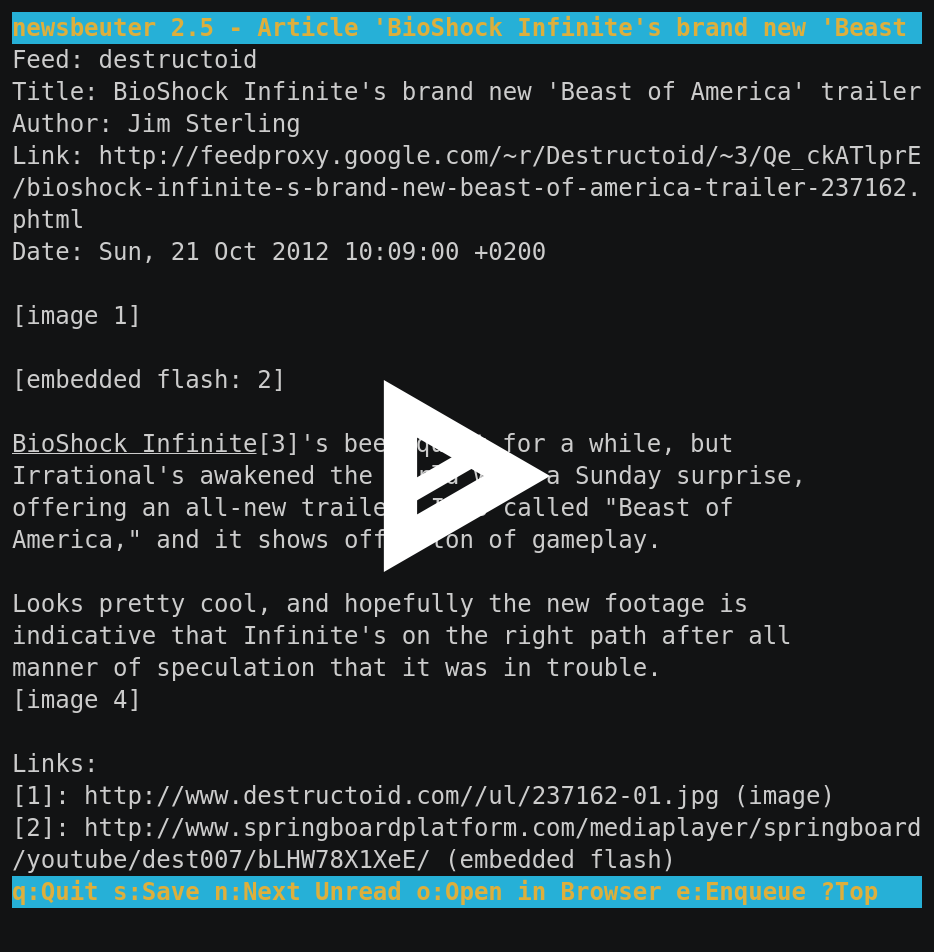 newsbeuter 2.5 - Article 'BioShock Infinite's brand new 'Beast
Feed: destructoid
Title: BioShock Infinite's brand new 'Beast of America' trailer
Author: Jim Sterling
Link: http://feedproxy.google.com/~r/Destructoid/~3/Qe_ckATlprE
/bioshock-infinite-s-brand-new-beast-of-america-trailer-237162.
phtml
Date: Sun, 21 Oct 2012 10:09:00 +0200
[image 1]
[embedded flash: 2]
BioShock Infinite[3]'s been quiet for a while, but
Irrational's awakened the a Sunday surprise,
offering an all-new trailer. called "Beast of
America," and it shows off of gameplay.
Looks pretty cool, and hopefully the new footage is
indicative that Infinite's on the right path after all
manner of speculation that it was in trouble.
[image 4]
Links:
[1]: http://www.destructoid.com//ul/237162-01.jpg (image)
[2]: http://www.springboardplatform.com/mediaplayer/springboard
/youtube/dest007/bLHW78X1XeE/ (embedded flash)
q:Quit s:Save n:Next Unread o:Open in Browser e:Enqueue ?Top